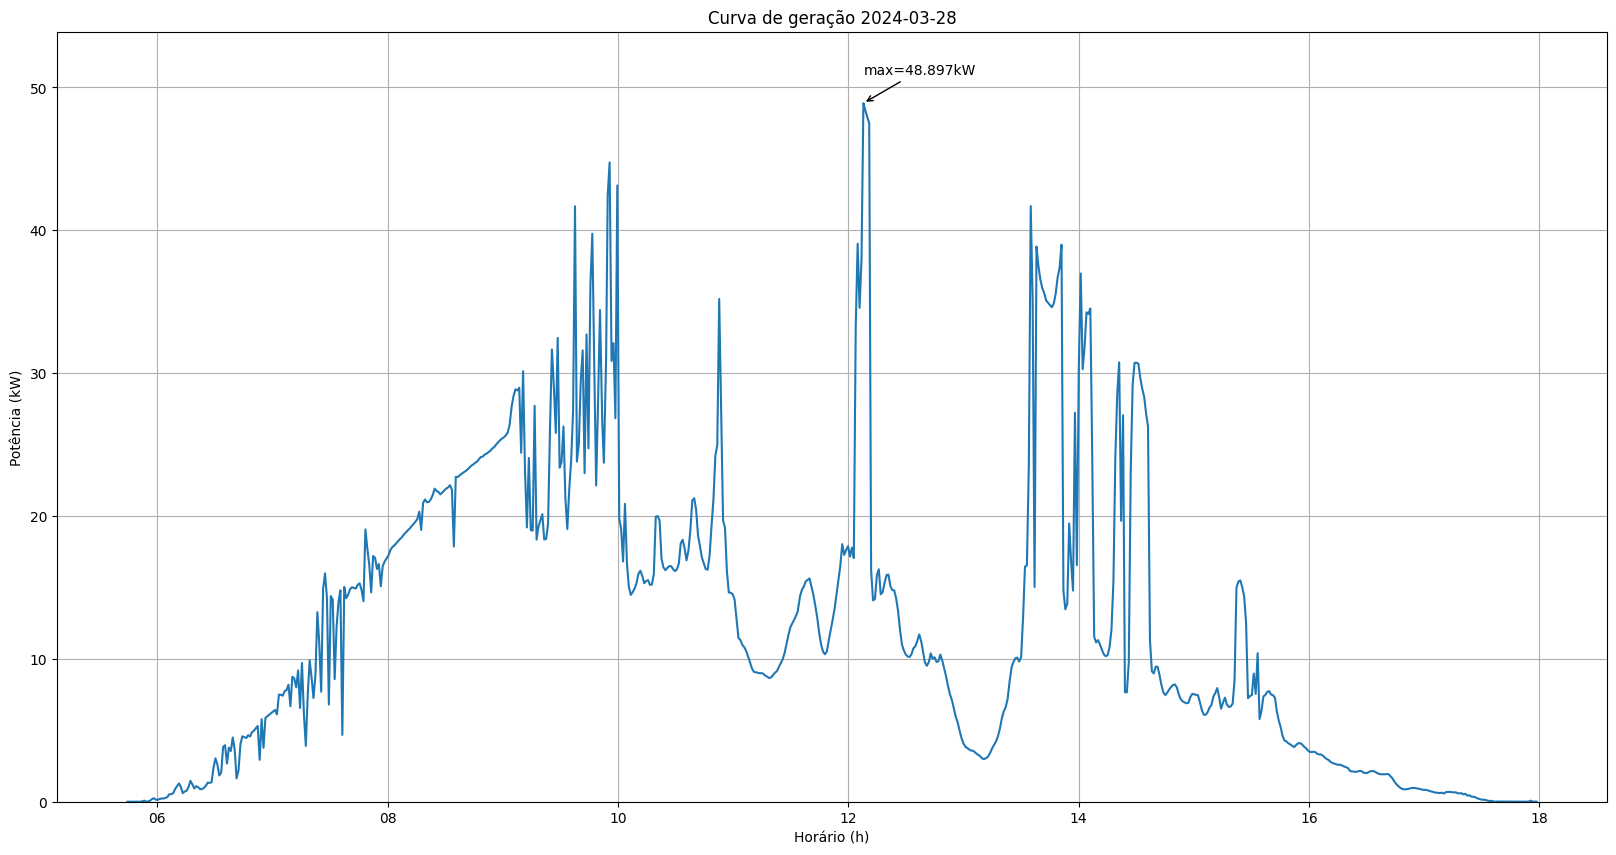 Curva de geração 2024-03-28
max=48.897kW
Potência (kW)
50
40
30
20
10
0
06 08 10 12 14 16 18
Horário (h)